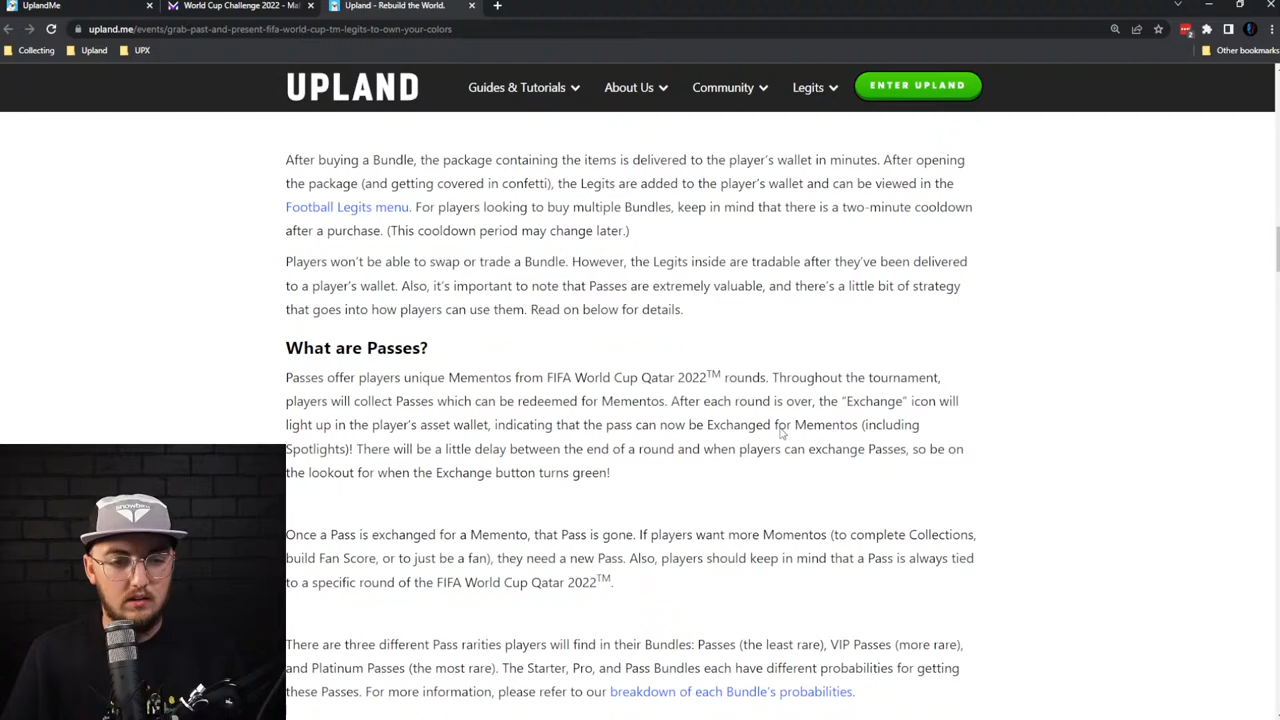 UplandMe
World Cup Challenge 2022 - Ma
Upland - Rebuild the World.
upland.me/events/grab-past-and-present-fifa-world-cup-tm-legits-to-own-your-colors
Collecting
Upland
UPX
Other bookmarks
UPLAND
Guides & Tutorials
About Us
Community
Legits
ENTER UPLAND
After buying a Bundle, the package containing the items is delivered to the player's wallet in minutes. After opening
the package (and getting covered in confetti), the Legits are added to the player's wallet and can be viewed in the
Football Legits menu. For players looking to buy multiple Bundles, keep in mind that there is a two-minute cooldown
after a purchase. (This cooldown period may change later.)
Players won't be able to swap or trade a Bundle. However, the Legits inside are tradable after they've been delivered
to a player's wallet. Also, it's important to note that Passes are extremely valuable, and there's a little bit of strategy
that goes into how players can use them. Read on below for details.
What are Passes?
Passes offer players unique Mementos from FIFA World Cup Qatar 2022TM rounds. Throughout the tournament,
players will collect Passes which can be redeemed for Mementos. After each round is over, the “Exchange” icon will
light up in the player's asset wallet, indicating that the pass can now be Exchanged for Mementos (including
Spotlights)! There will be a little delay between the end of a round and when players can exchange Passes, so be on
the lookout for when the Exchange button turns green!
Once a Pass is exchanged for a Memento, that Pass is gone. If players want more Momentos (to complete Collections,
build Fan Score, or to just be a fan), they need a new Pass. Also, players should keep in mind that a Pass is always tied
to a specific round of the FIFA World Cup Qatar 2022TM.
There are three different Pass rarities players will find in their Bundles: Passes (the least rare), VIP Passes (more rare),
and Platinum Passes (the most rare). The Starter, Pro, and Pass Bundles each have different probabilities for getting
these Passes. For more information, please refer to our breakdown of each Bundle's probabilities.